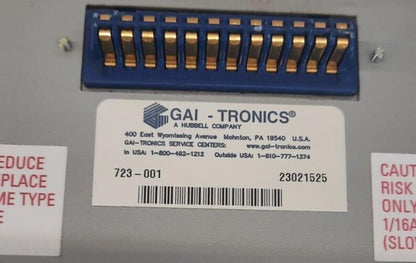 GAI - TRONICS®
A HUBBELL COMPANY
400 East Wyomissing Avenue Mohnton, PA 19540 U.S.A.
GAI-TRONICS SERVICE CENTERS: www.gai-tronics.com
In USA: 1-800-492-1212 Outside USA: 1-610-777-1374
723-001 23021525
EDUCE
EPLACE
ME TYPE
E
CAUT
RISK
ONLY
1/16A
(SLOV